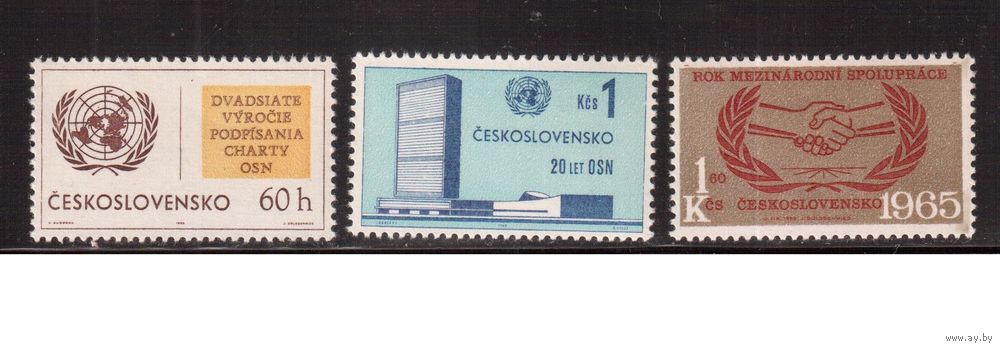 DVADSIATE
VÝROČIE
PODPÍSANIA
CHARTY
OSN
ČESKOSLOVENSKO 60 h
Kčs 1
ČESKOSLOVENSKO
20 LET OSN
ROK MEZINÁRODNÍ SPOLUPRÁCE
1 60
Kčs ČESKOSLOVENSKO 1965
www.ay.by